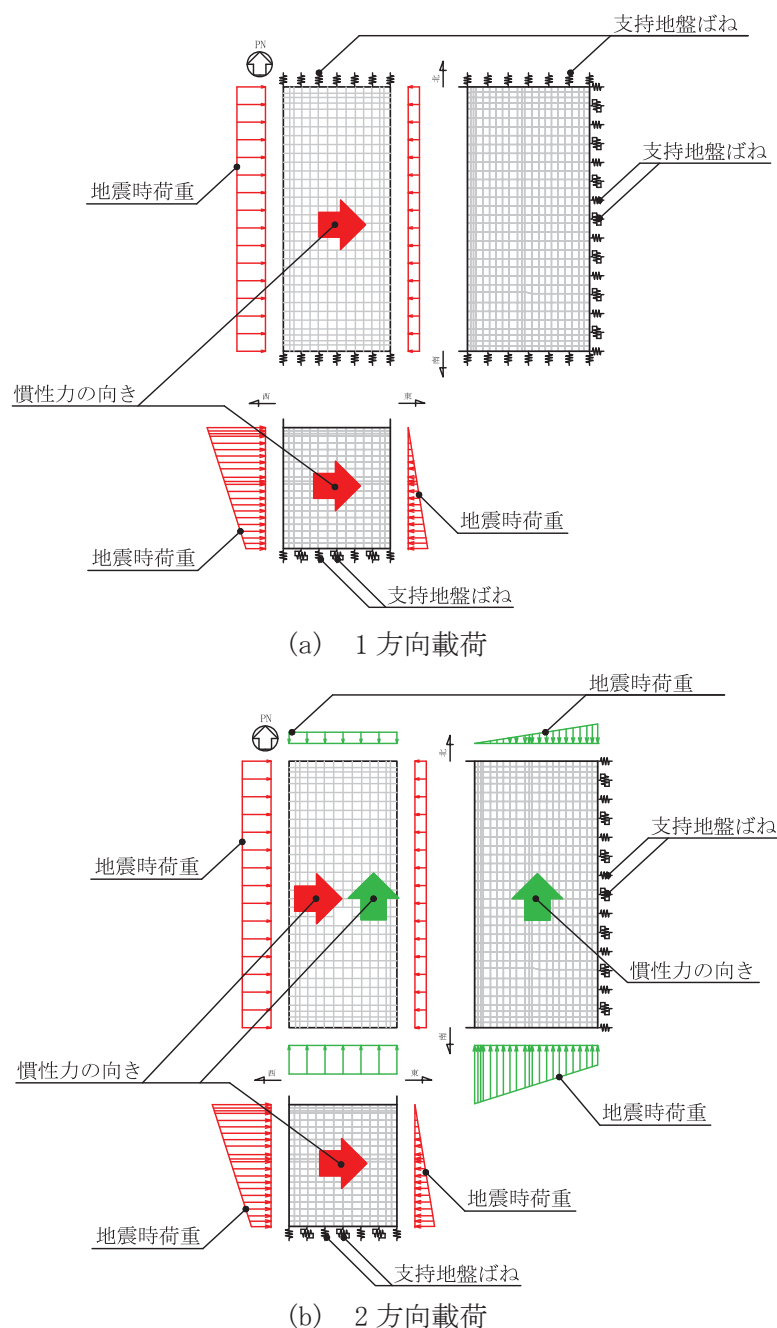 支持地盤ばね
PN
北
支持地盤ばね
地震時荷重
南
慣性力の向き
西
東
地震時荷重
地震時荷重
支持地盤ばね
(a) 1方向載荷
地震時荷重
PN
北
支持地盤ばね
地震時荷重
慣性力の向き
南
慣性力の向き
西
東
地震時荷重
地震時荷重
地震時荷重
支持地盤ばね
(b) 2方向載荷